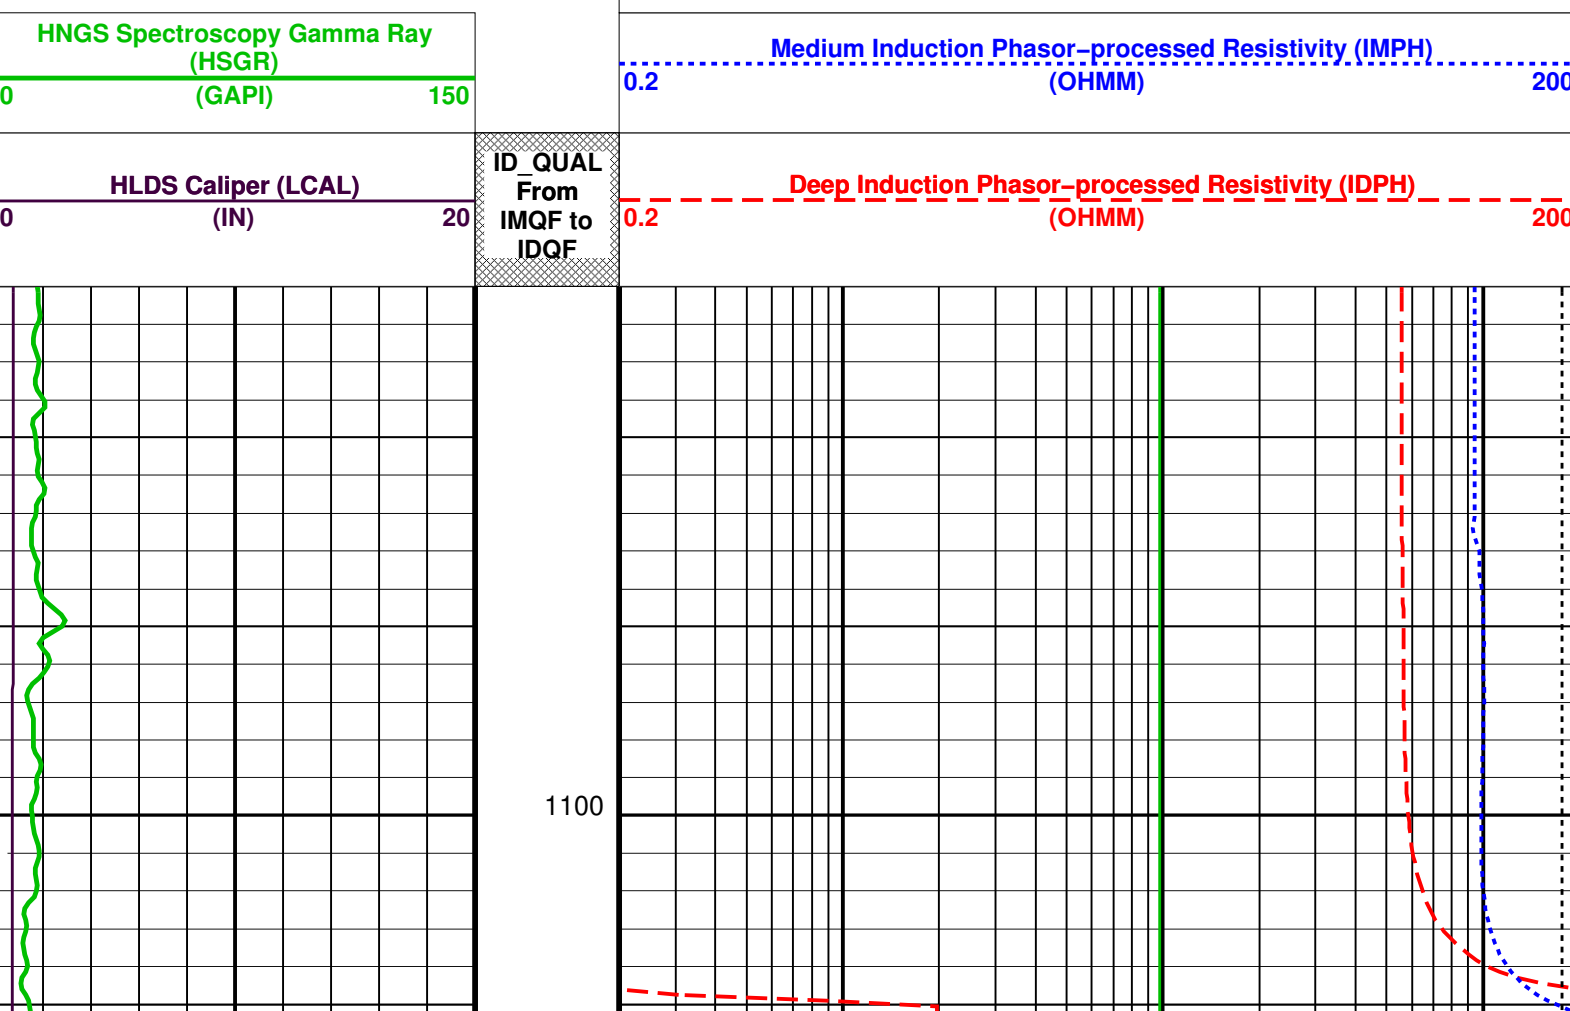 HNGS Spectroscopy Gamma Ray
(HSGR)
0 (GAPI) 150
Medium Induction Phasor–processed Resistivity (IMPH)
0.2 (OHMM) 200
HLDS Caliper (LCAL)
0 (IN) 20
ID_QUAL
From
IMQF to
IDQF
Deep Induction Phasor–processed Resistivity (IDPH)
0.2 (OHMM) 200
1100